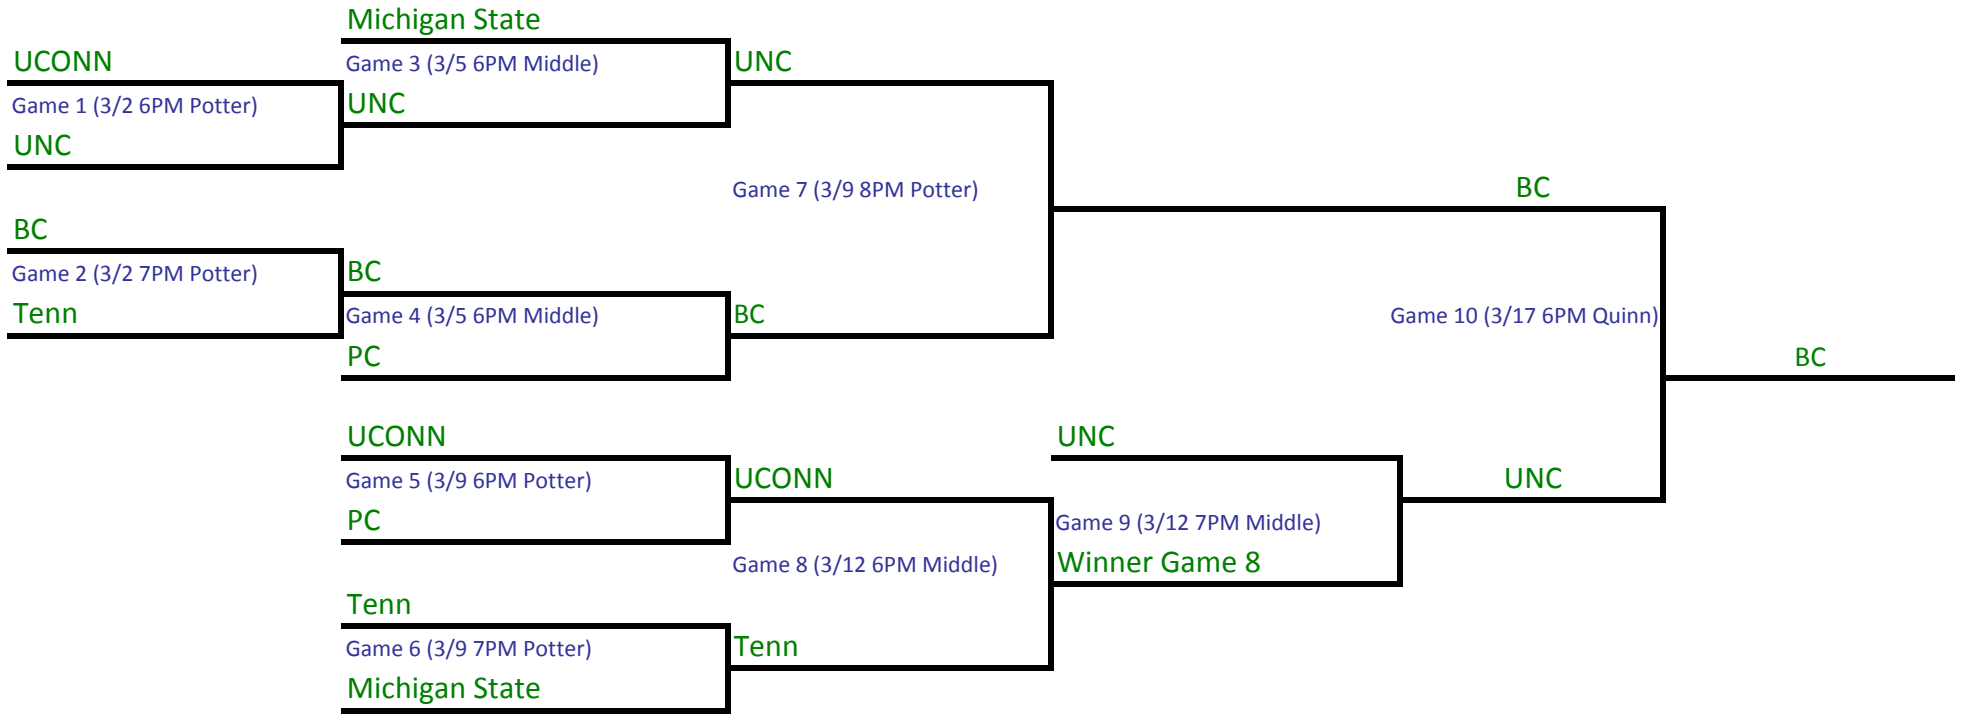 Michigan State
UCONN
Game 3 (3/5 6PM Middle)
UNC
Game 1 (3/2 6PM Potter)
UNC
UNC
Game 7 (3/9 8PM Potter)
BC
BC
Game 2 (3/2 7PM Potter)
BC
Tenn
Game 4 (3/5 6PM Middle)
BC
Game 10 (3/17 6PM Quinn)
PC
BC
UCONN
UNC
Game 5 (3/9 6PM Potter)
UCONN
UNC
PC
Game 9 (3/12 7PM Middle)
Game 8 (3/12 6PM Middle)
Winner Game 8
Tenn
Game 6 (3/9 7PM Potter)
Tenn
Michigan State